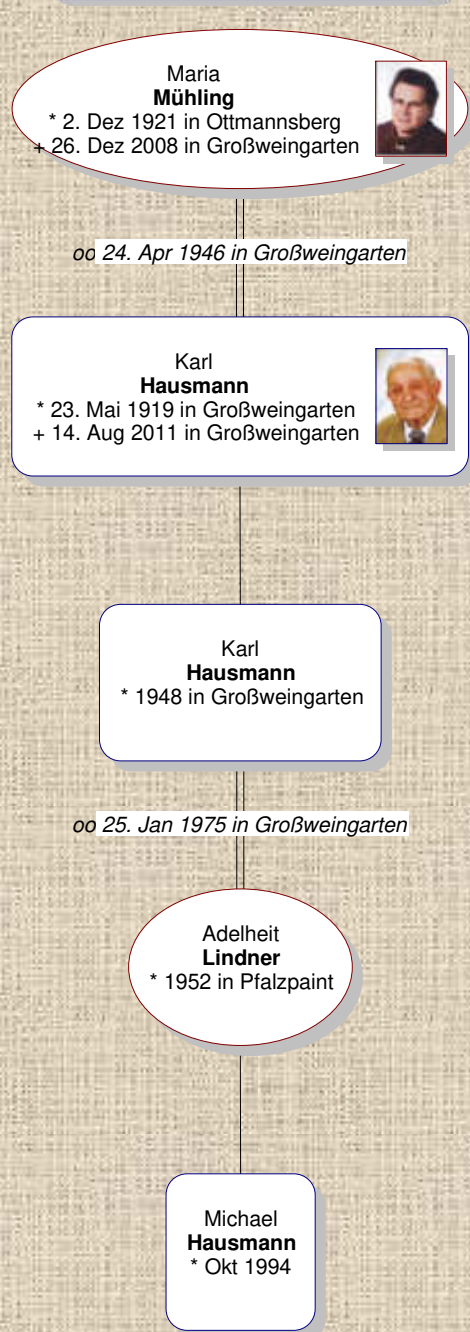 Maria
Mühling
* 2. Dez 1921 in Ottmannsberg
+ 26. Dez 2008 in Großweingarten
oo 24. Apr 1946 in Großweingarten
Karl
Hausmann
* 23. Mai 1919 in Großweingarten
+ 14. Aug 2011 in Großweingarten
Karl
Hausmann
* 1948 in Großweingarten
oo 25. Jan 1975 in Großweingarten
Adelheit
Lindner
* 1952 in Pfalzpaint
Michael
Hausmann
* Okt 1994